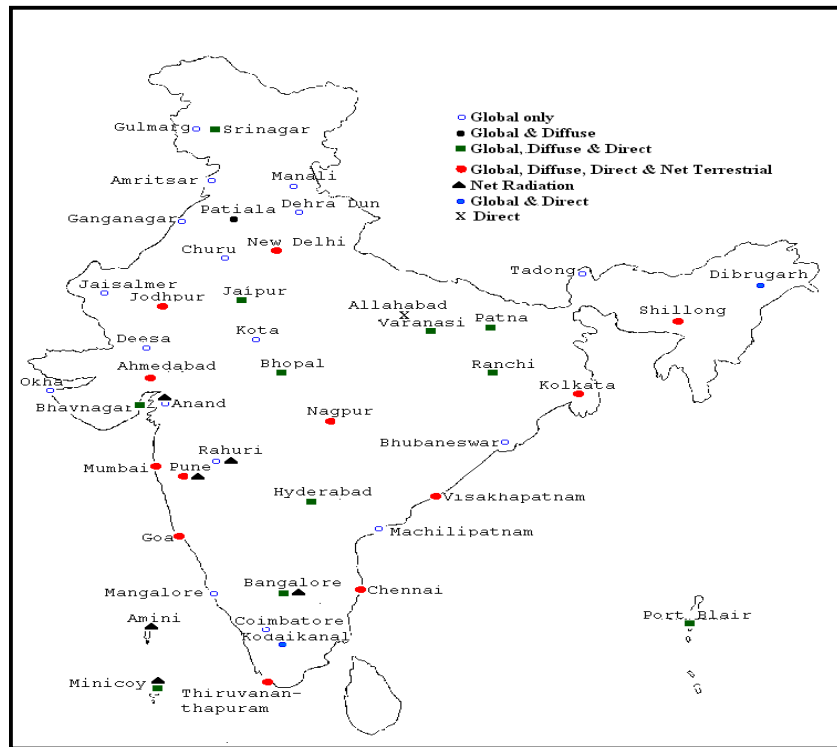 Global only
Global & Diffuse
Global, Diffuse & Direct
Global, Diffuse, Direct & Net Terrestrial
Net Radiation
Global & Direct
X Direct
Gulmarg
Srinagar
Amritsar
Manali
Patiala
Dehra Dun
Ganganagar
New Delhi
Churu
Tadong
Dibrugarh
Jaisalmer
Jodhpur
Jaipur
Allahabad
X
Varanasi
Patna
Shillong
Deesa
Kota
Ahmedabad
Bhopal
Ranchi
Okha
Kolkata
Bhavnagar
Anand
Nagpur
Bhubaneswar
Rahuri
Mumbai
Pune
Hyderabad
Visakhapatnam
Machilipatnam
Goa
Bangalore
Chennai
Mangalore
Amini
Coimbatore
Port Blair
Kodaikanal
Minicoy
Thiruvanan-
thapuram